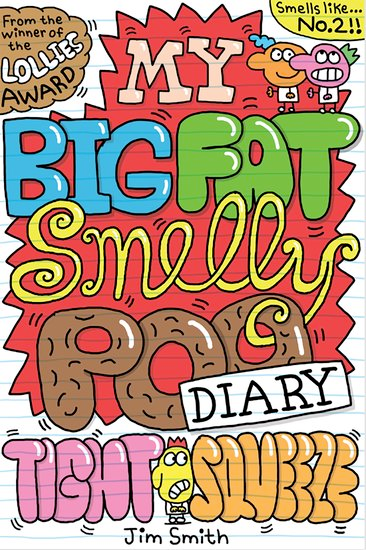 From the
winner of
the
LOLLIES
AWARD
Smells like...
No.2!!
MY
BIG FAT
Smelly
POO
DIARY
TIGHT SQUEEZE
Jim Smith